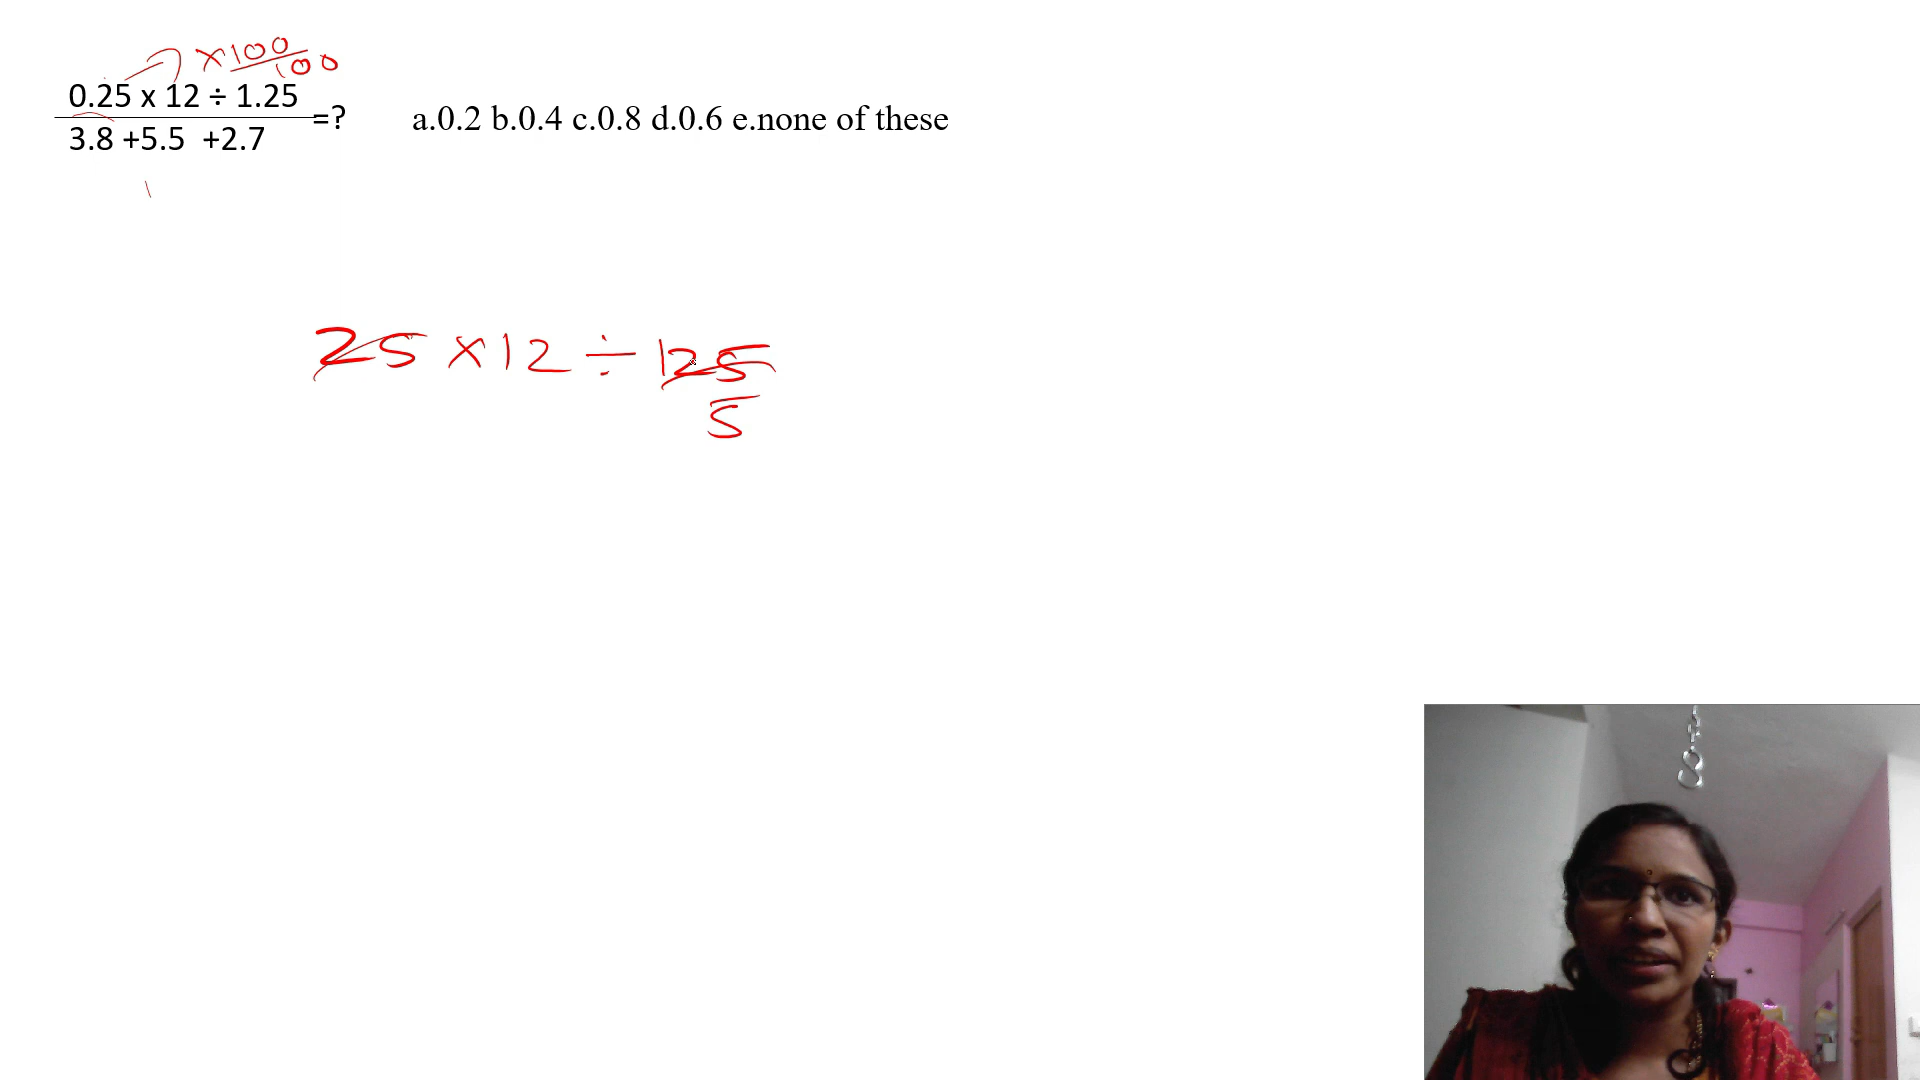 ×100/100
0.25 x 12 ÷ 1.25
=? a.0.2 b.0.4 c.0.8 d.0.6 e.none of these
3.8 +5.5 +2.7
25 × 12 ÷ 125
5